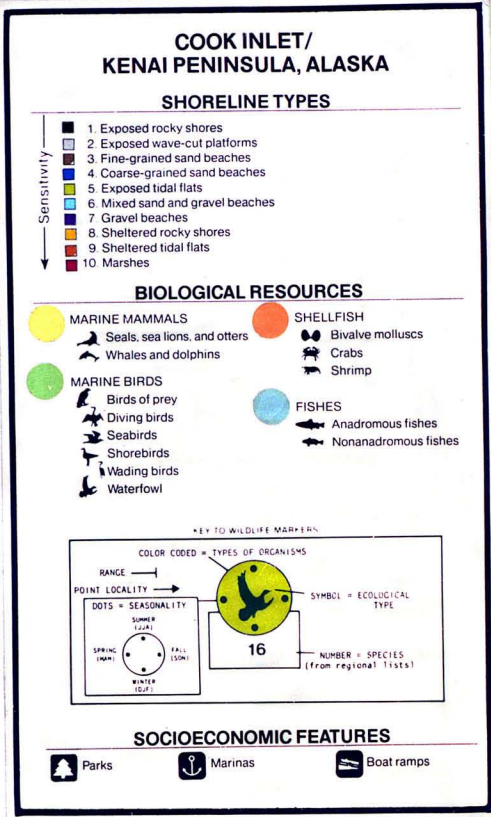 COOK INLET/
KENAI PENINSULA, ALASKA
SHORELINE TYPES
Sensitivity
1. Exposed rocky shores
2. Exposed wave-cut platforms
3. Fine-grained sand beaches
4. Coarse-grained sand beaches
5. Exposed tidal flats
6. Mixed sand and gravel beaches
7. Gravel beaches
8. Sheltered rocky shores
9. Sheltered tidal flats
10. Marshes
BIOLOGICAL RESOURCES
MARINE MAMMALS
Seals, sea lions, and otters
Whales and dolphins
MARINE BIRDS
Birds of prey
Diving birds
Seabirds
Shorebirds
Wading birds
Waterfowl
SHELLFISH
Bivalve molluscs
Crabs
Shrimp
FISHES
Anadromous fishes
Nonanadromous fishes
KEY TO WILDLIFE MARKERS
COLOR CODED = TYPES OF ORGANISMS
RANGE
POINT LOCALITY
DOTS = SEASONALITY
SUMMER
(JJA)
SPRING
(MAM)
FALL
(SON)
WINTER
(DJF)
SYMBOL = ECOLOGICAL
TYPE
16
NUMBER = SPECIES
(from regional lists)
SOCIOECONOMIC FEATURES
Parks
Marinas
Boat ramps